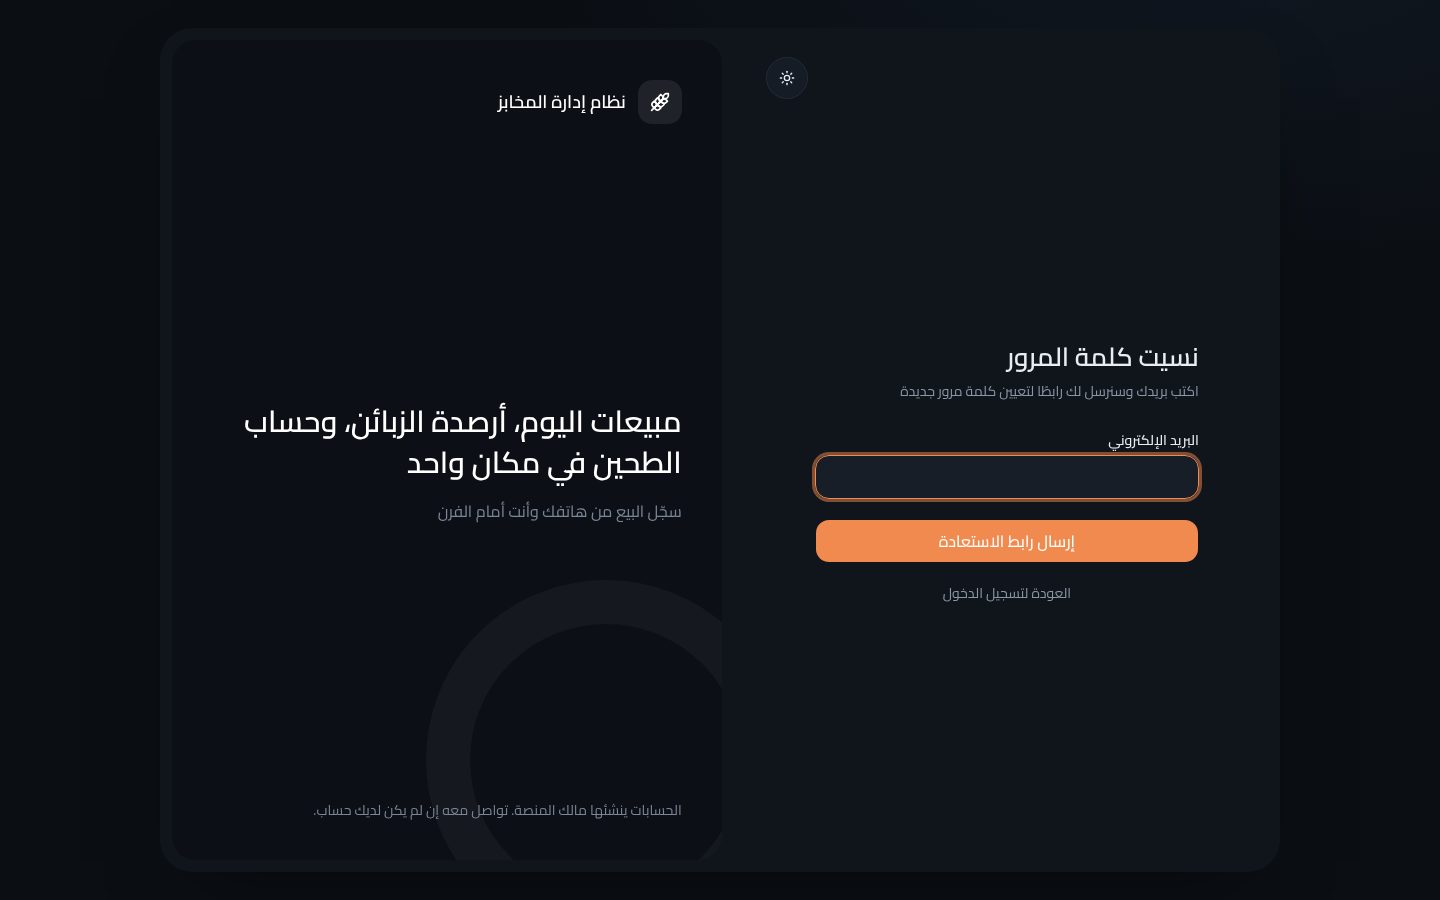 نسيت كلمة المرور
اكتب بريدك وسنرسل لك رابطًا لتعيين كلمة مرور جديدة
البريد الإلكتروني
إرسال رابط الاستعادة
العودة لتسجيل الدخول
نظام إدارة المخابز
مبيعات اليوم، أرصدة الزبائن، وحساب
الطحين في مكان واحد
سجّل البيع من هاتفك وأنت أمام الفرن
الحسابات ينشئها مالك المنصة. تواصل معه إن لم يكن لديك حساب.